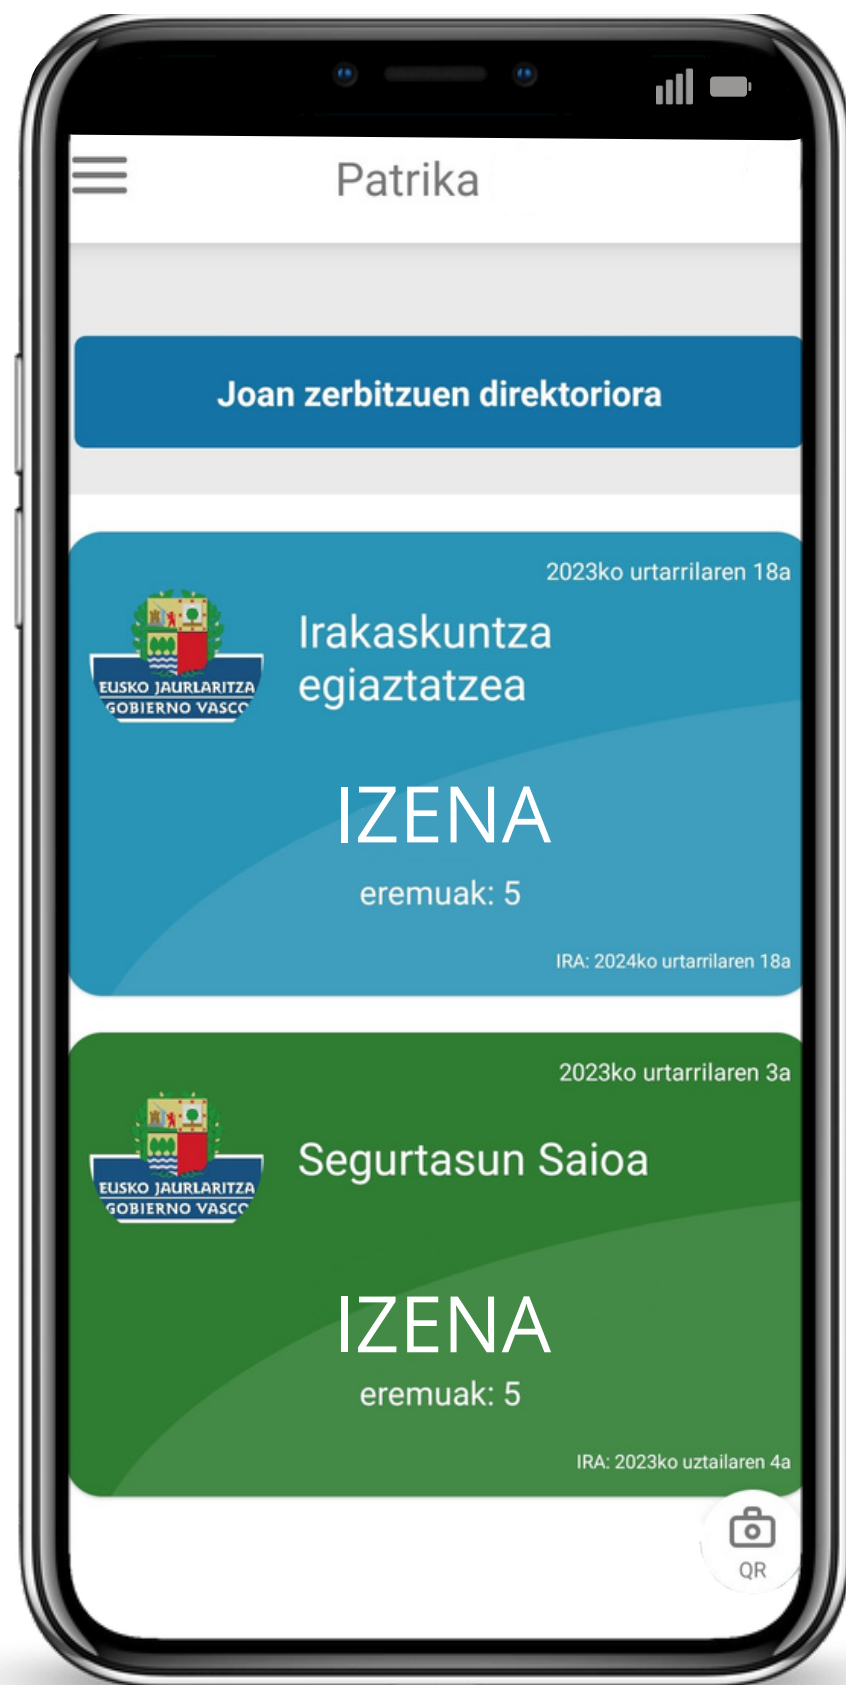 Patrika
Joan zerbitzuen direktoriora
2023ko urtarrilaren 18a
EUSKO JAURLARITZA
GOBIERNO VASCO
Irakaskuntza
egiaztatzea
IZENA
eremuak: 5
IRA: 2024ko urtarrilaren 18a
2023ko urtarrilaren 3a
EUSKO JAURLARITZA
GOBIERNO VASCO
Segurtasun Saioa
IZENA
eremuak: 5
IRA: 2023ko uztailaren 4a
QR